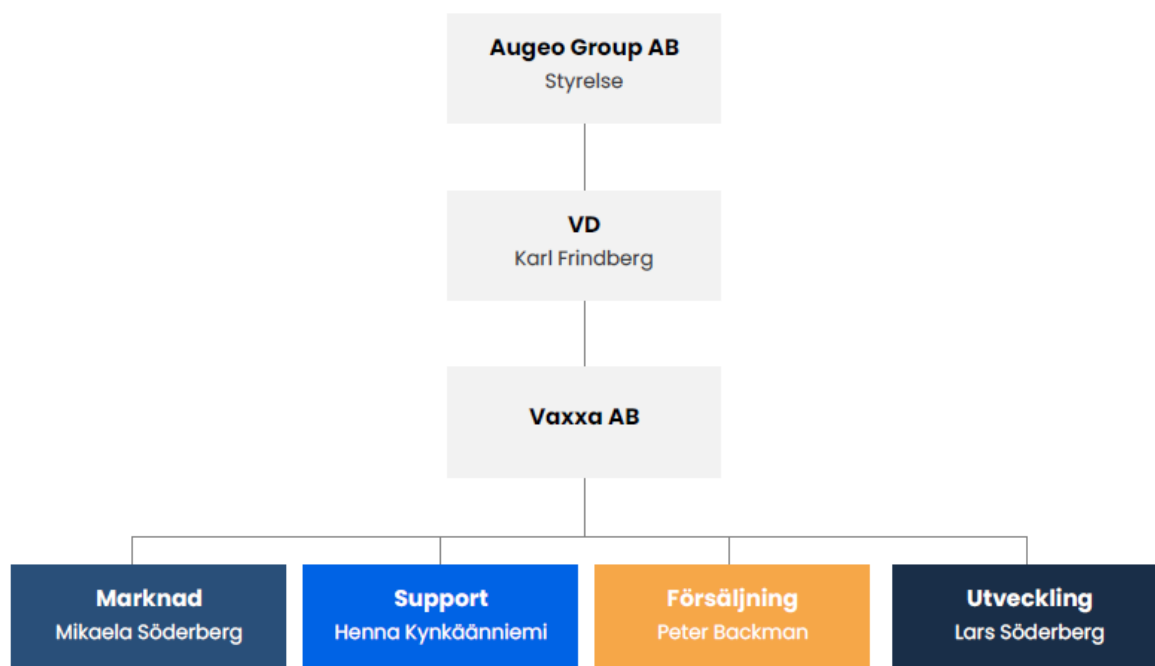 Augeo Group AB
Styrelse
VD
Karl Frindberg
Vaxxa AB
Marknad
Mikaela Söderberg
Support
Henna Kynkäänniemi
Försäljning
Peter Backman
Utveckling
Lars Söderberg